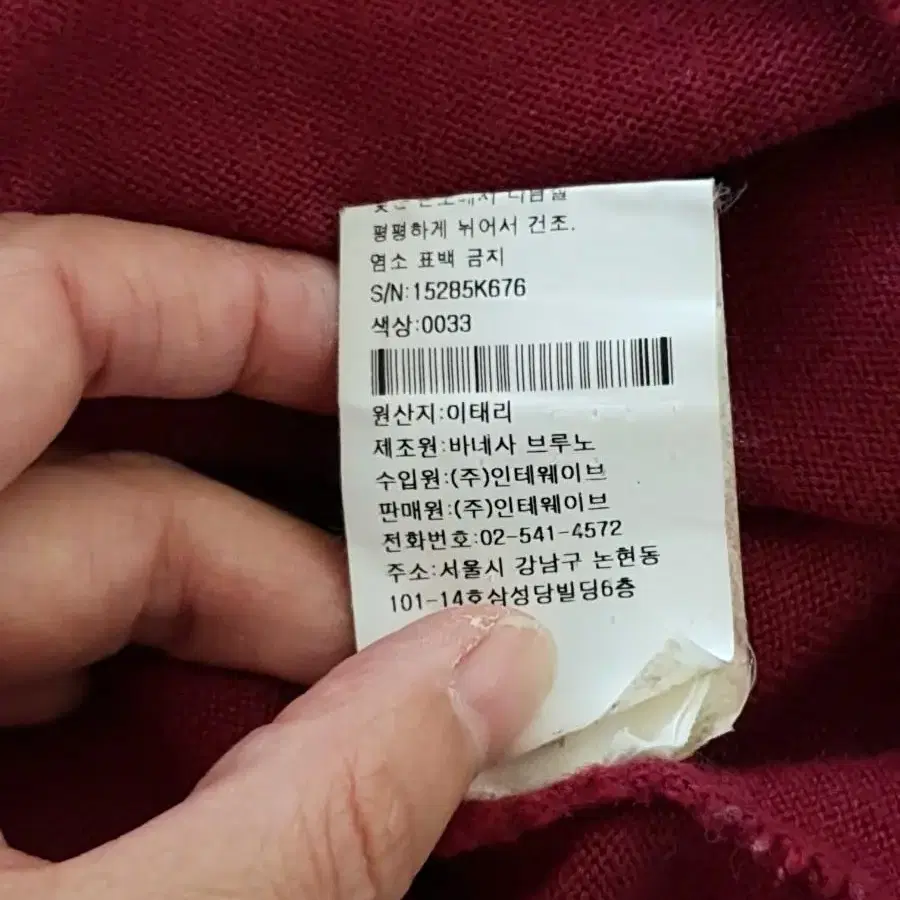 평평하게 뉘어서 건조.
염소 표백 금지
S/N:15285K676
색상:0033
원산지:이태리
제조원:바네사 브루노
수입원:(주)인테웨이브
판매원:(주)인테웨이브
전화번호:02-541-4572
주소:서울시 강남구 논현동
101-14호삼성당빌딩6층